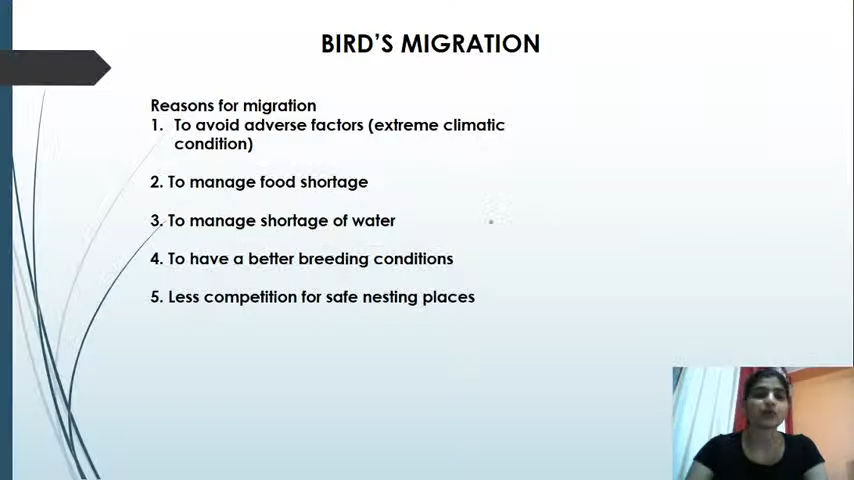 BIRD'S MIGRATION
Reasons for migration
1. To avoid adverse factors (extreme climatic
condition)
2. To manage food shortage
3. To manage shortage of water
4. To have a better breeding conditions
5. Less competition for safe nesting places